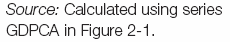 Source: Calculated using series
GDPCA in Figure 2-1.